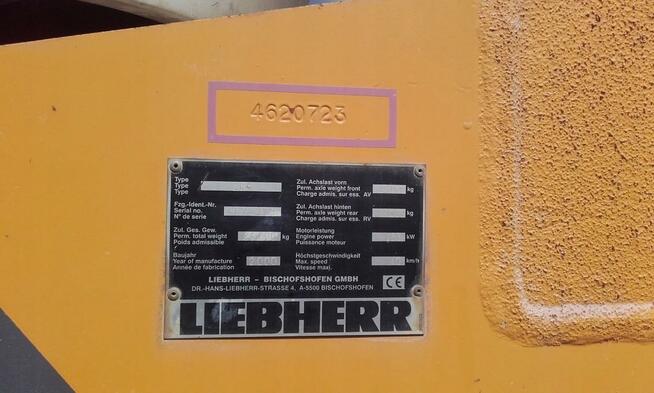 4620723
Type
Type
Type
Fzg.-Ident.-Nr.
Serial no.
N° de serie
Zul. Ges. Gew.
Perm. total weight kg
Poids admissible
Baujahr
Year of manufacture 2000
Année de fabrication
Zul. Achslast vorn
Perm. axle weight front kg
Charge admis. sur ess. AV
Zul. Achslast hinten
Perm. axle weight rear kg
Charge admis. sur ess. RV
Motorleistung
Engine power kW
Puissance moteur
Höchstgeschwindigkeit
Max. speed km/h
Vitesse maxj.
LIEBHERR - BISCHOFSHOFEN GMBH
DR.-HANS-LIEBHERR-STRASSE 4, A-5500 BISCHOFSHOFEN
CE
LIEBHERR